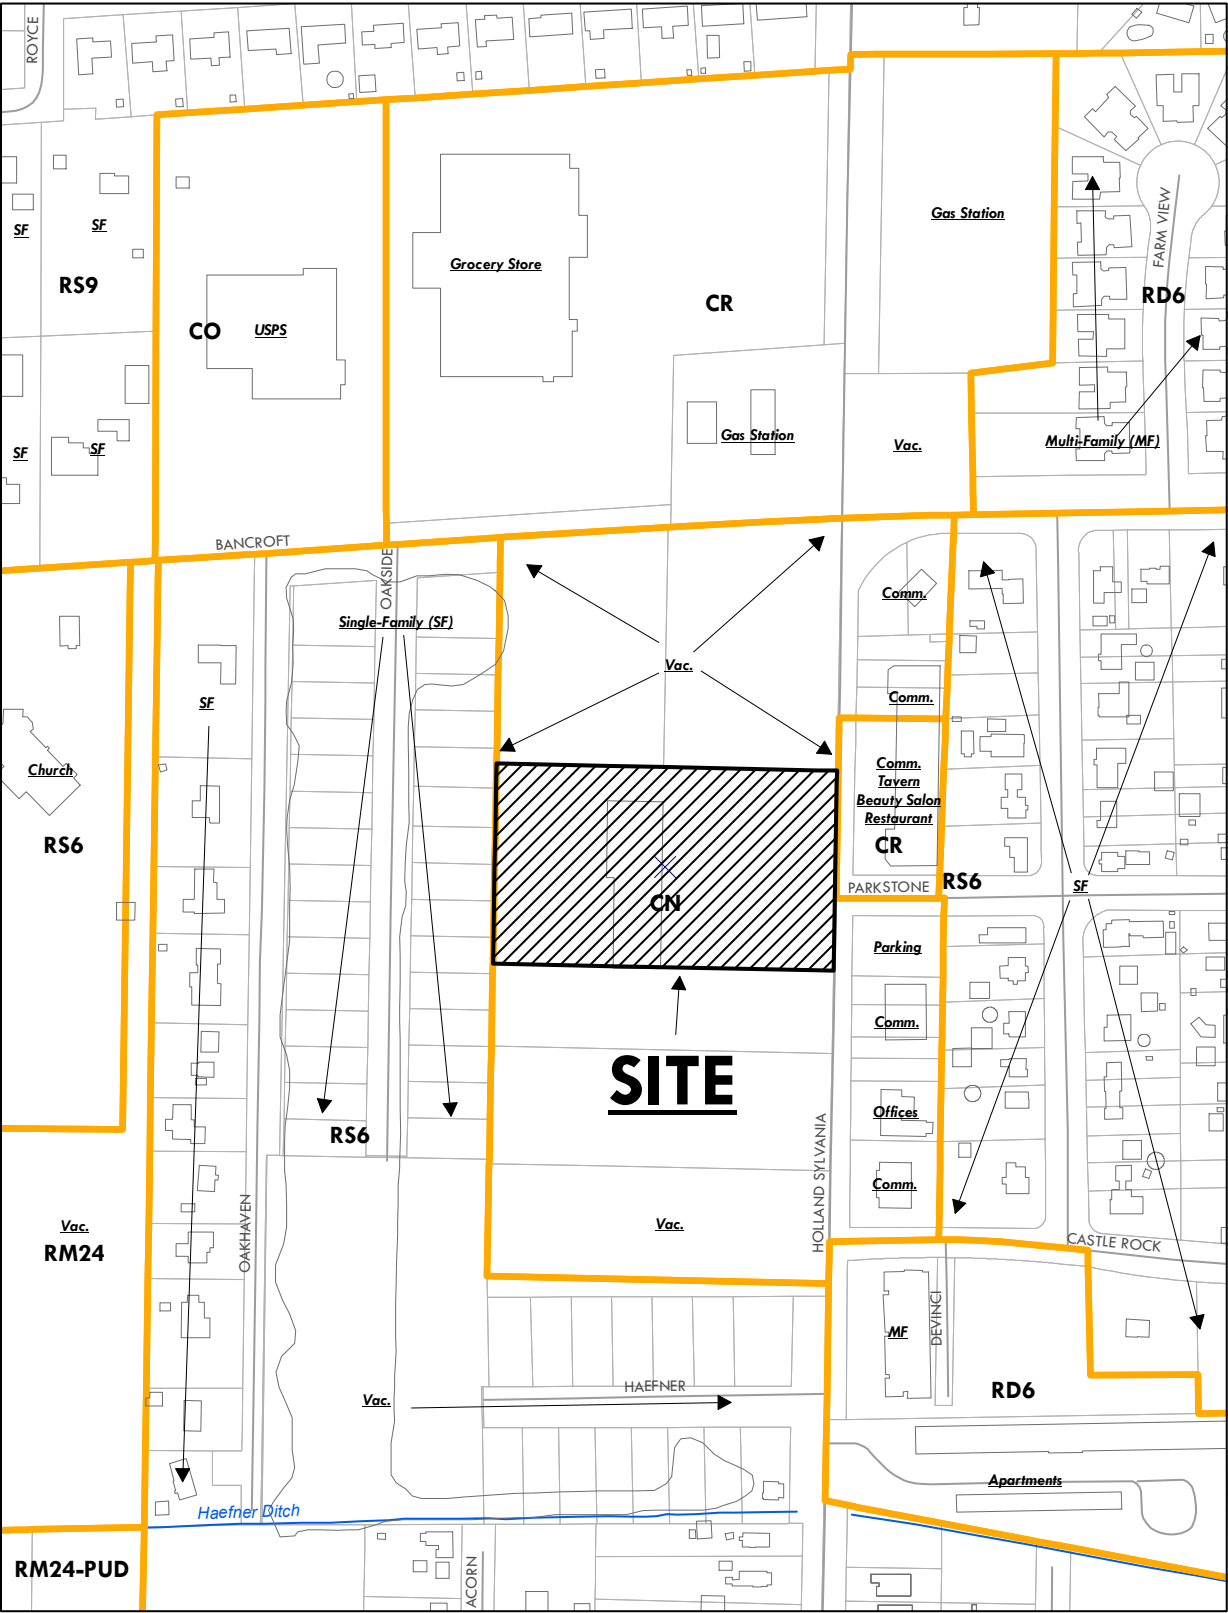 ROYCE
Gas Station
SF
SF
FARM VIEW
Grocery Store
RS9
RD6
CR
CO
USPS
Gas Station
Vac.
Multi-Family (MF)
SF
SF
BANCROFT
OAKSIDE
Comm.
Single-Family (SF)
Vac.
SF
Comm.
Church
Comm.
Tavern
Beauty Salon
Restaurant
RS6
CR
PARKSTONE
RS6
SF
CN
Parking
Comm.
SITE
Offices
RS6
HOLLAND SYLVANIA
Comm.
Vac.
Vac.
OAKHAVEN
CASTLE ROCK
RM24
DEVINCI
MF
HAEFNER
RD6
Vac.
Apartments
Haefner Ditch
RM24-PUD
ACORN